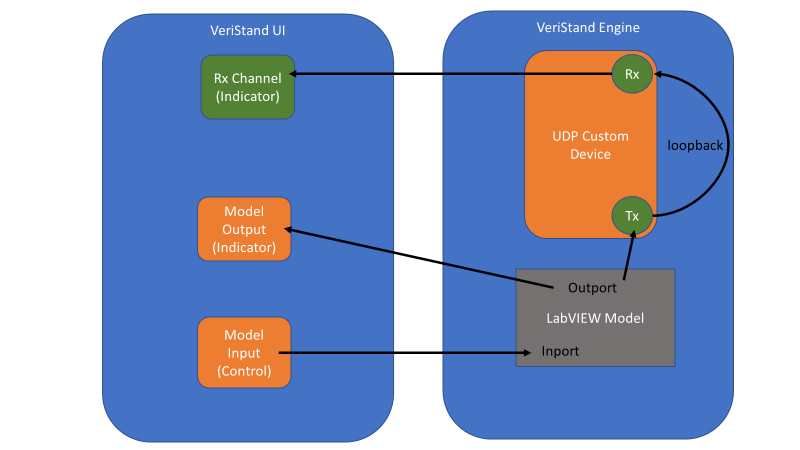 VeriStand UI
Rx Channel
(Indicator)
Model
Output
(Indicator)
Model
Input
(Control)
VeriStand Engine
Rx
UDP Custom
Device
loopback
Tx
Outport
LabVIEW Model
Inport